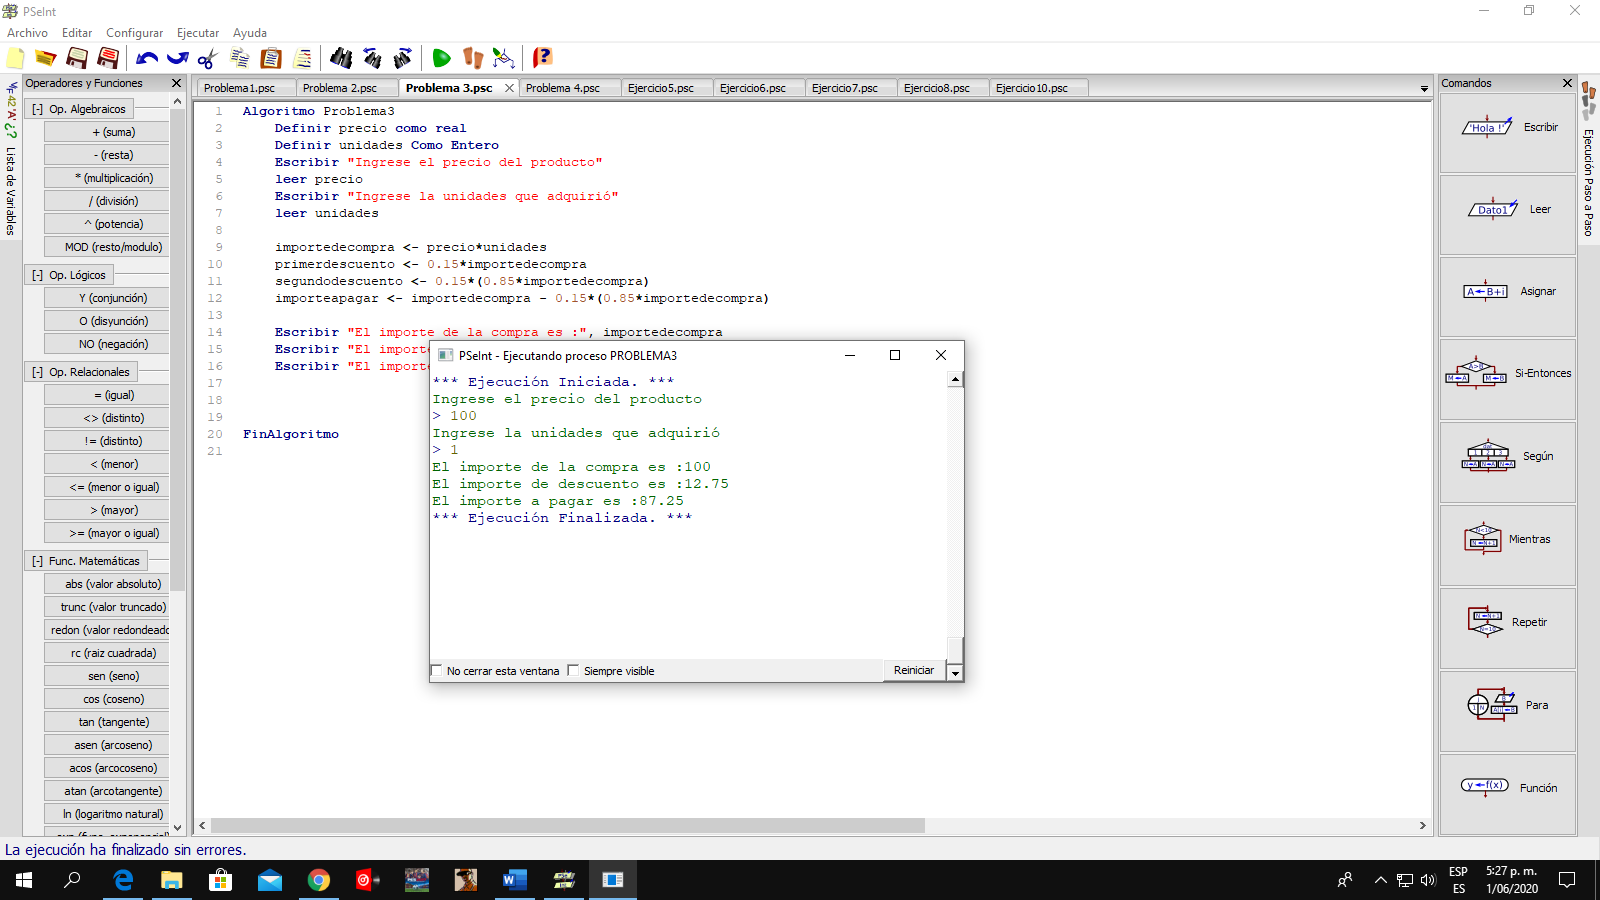 PSeInt
Archivo Editar Configurar Ejecutar Ayuda
Operadores y Funciones
[-] Op. Algebraicos
+ (suma)
- (resta)
* (multiplicación)
/ (división)
^ (potencia)
MOD (resto/modulo)
[-] Op. Lógicos
Y (conjunción)
O (disyunción)
NO (negación)
[-] Op. Relacionales
= (igual)
<> (distinto)
!= (distinto)
< (menor)
<= (menor o igual)
> (mayor)
>= (mayor o igual)
[-] Func. Matemáticas
abs (valor absoluto)
trunc (valor truncado)
redon (valor redondeado
rc (raiz cuadrada)
sen (seno)
cos (coseno)
tan (tangente)
asen (arcoseno)
acos (arcocoseno)
atan (arcotangente)
ln (logaritmo natural)
Lista de Variables
Problema1.psc Problema 2.psc Problema 3.psc Problema 4.psc Ejercicio5.psc Ejercicio6.psc Ejercicio7.psc Ejercicio8.psc Ejercicio10.psc
1 Algoritmo Problema3
2 Definir precio como real
3 Definir unidades Como Entero
4 Escribir "Ingrese el precio del producto"
5 leer precio
6 Escribir "Ingrese la unidades que adquirió"
7 leer unidades
8
9 importedecompra <- precio*unidades
10 primerdescuento <- 0.15*importedecompra
11 segundodescuento <- 0.15*(0.85*importedecompra)
12 importeapagar <- importedecompra - 0.15*(0.85*importedecompra)
13
14 Escribir "El importe de la compra es :", importedecompra
15 Escribir "El import
16 Escribir "El import
17
18
19
20 FinAlgoritmo
21
PSeInt - Ejecutando proceso PROBLEMA3
*** Ejecución Iniciada. ***
Ingrese el precio del producto
> 100
Ingrese la unidades que adquirió
> 1
El importe de la compra es :100
El importe de descuento es :12.75
El importe a pagar es :87.25
*** Ejecución Finalizada. ***
No cerrar esta ventana Siempre visible Reiniciar
Comandos
'Hola !' Escribir
Dato1 Leer
A←B+i Asignar
Si-Entonces
Según
Mientras
Repetir
Para
y←f(x) Función
Ejecución Paso a Paso
La ejecución ha finalizado sin errores.
ESP
ES
5:27 p. m.
1/06/2020